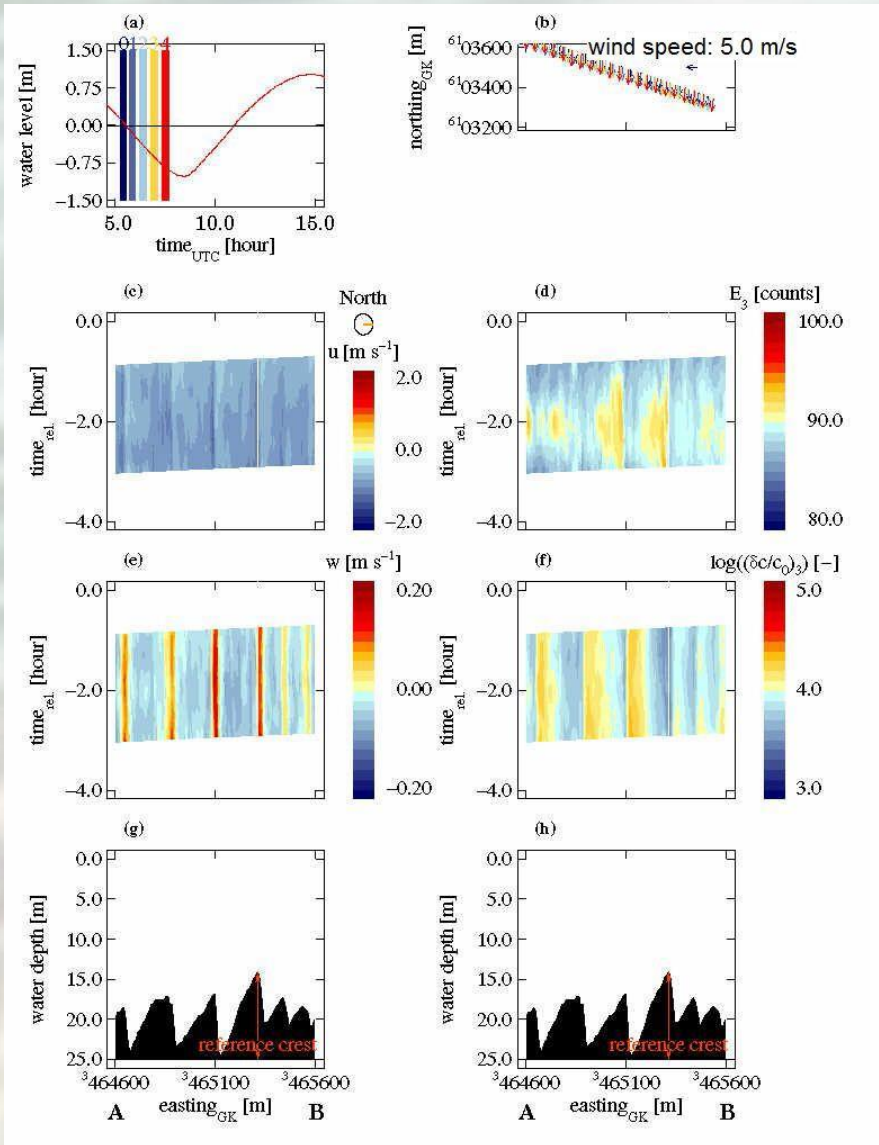 (a)
01234
1.50
0.75
0.00
−0.75
−1.50
water level [m]
5.0 10.0 15.0
time_UTC [hour]
(b)
wind speed: 5.0 m/s
northing_GK [m]
⁶¹03600
⁶¹03400
⁶¹03200
(c)
North
u [m s⁻¹]
0.0
−2.0
−4.0
time_rel. [hour]
2.0
0.0
−2.0
(d)
E_3 [counts]
0.0
−2.0
−4.0
time_rel. [hour]
100.0
90.0
80.0
(e)
w [m s⁻¹]
0.0
−2.0
−4.0
time_rel. [hour]
0.20
0.00
−0.20
(f)
log((δc/c₀)₃) [−]
0.0
−2.0
−4.0
time_rel. [hour]
5.0
4.0
3.0
(g)
0.0
5.0
10.0
15.0
20.0
25.0
water depth [m]
reference crest
³464600 ³465100 ³465600
A easting_GK [m] B
(h)
0.0
5.0
10.0
15.0
20.0
25.0
water depth [m]
reference crest
³464600 ³465100 ³465600
A easting_GK [m] B